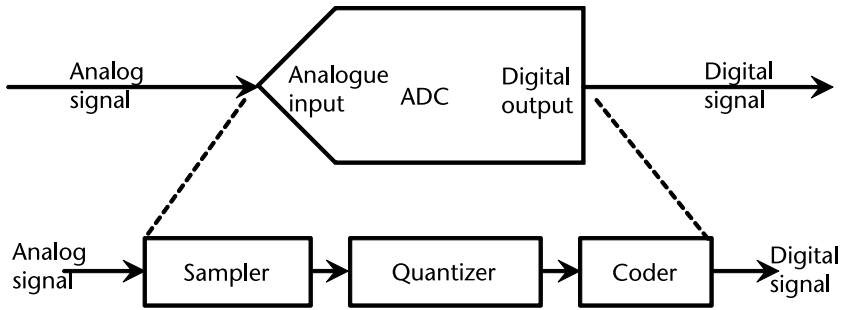 Analog
signal
Analogue
input
ADC
Digital
output
Digital
signal
Analog
signal
Sampler
Quantizer
Coder
Digital
signal